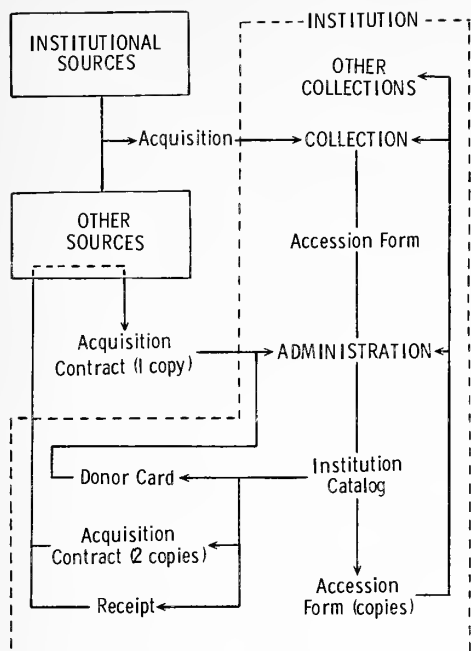 INSTITUTION
INSTITUTIONAL
SOURCES
OTHER
COLLECTIONS
Acquisition
COLLECTION
OTHER
SOURCES
Accession Form
Acquisition
Contract (1 copy)
ADMINISTRATION
Donor Card
Institution
Catalog
Acquisition
Contract (2 copies)
Receipt
Accession
Form (copies)